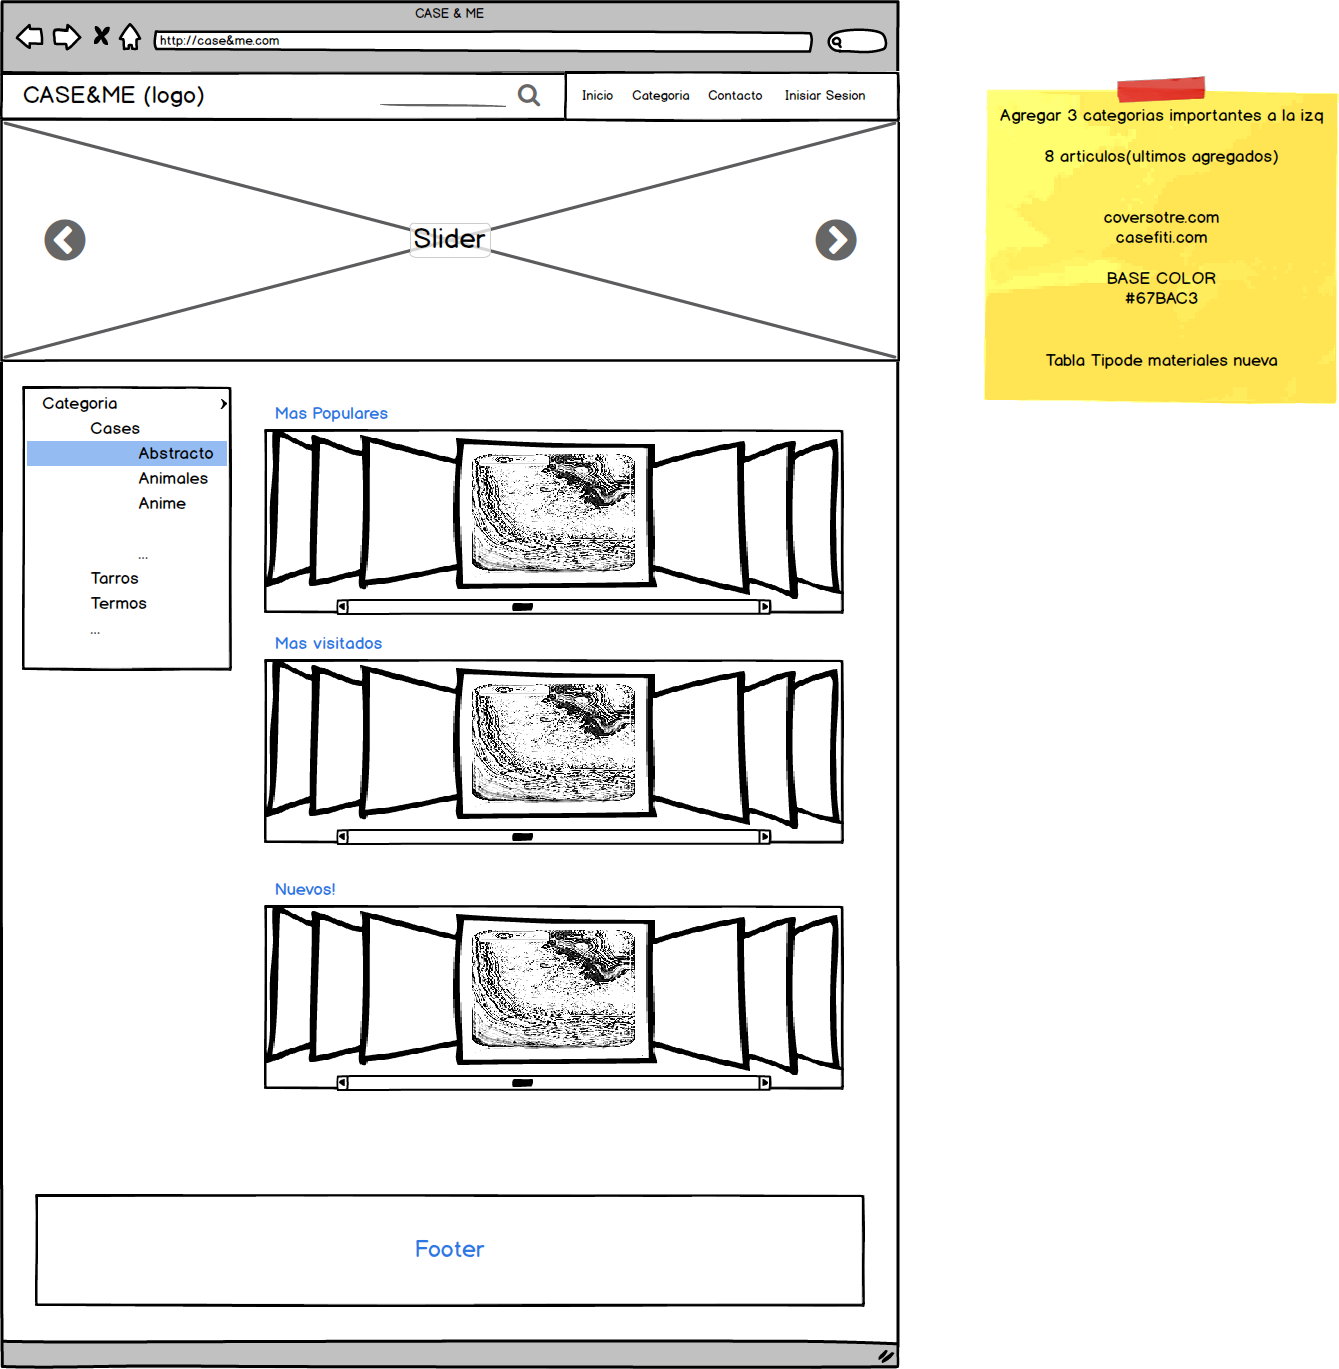 CASE & ME
http://case&me.com
CASE&ME (logo)
Inicio Categoria Contacto Inisiar Sesion
Slider
Categoria
Cases
Abstracto
Animales
Anime
...
Tarros
Termos
...
Mas Populares
Mas visitados
Nuevos!
Footer
Agregar 3 categorias importantes a la izq
8 articulos(ultimos agregados)
coversotre.com
casefiti.com
BASE COLOR
#67BAC3
Tabla Tipode materiales nueva